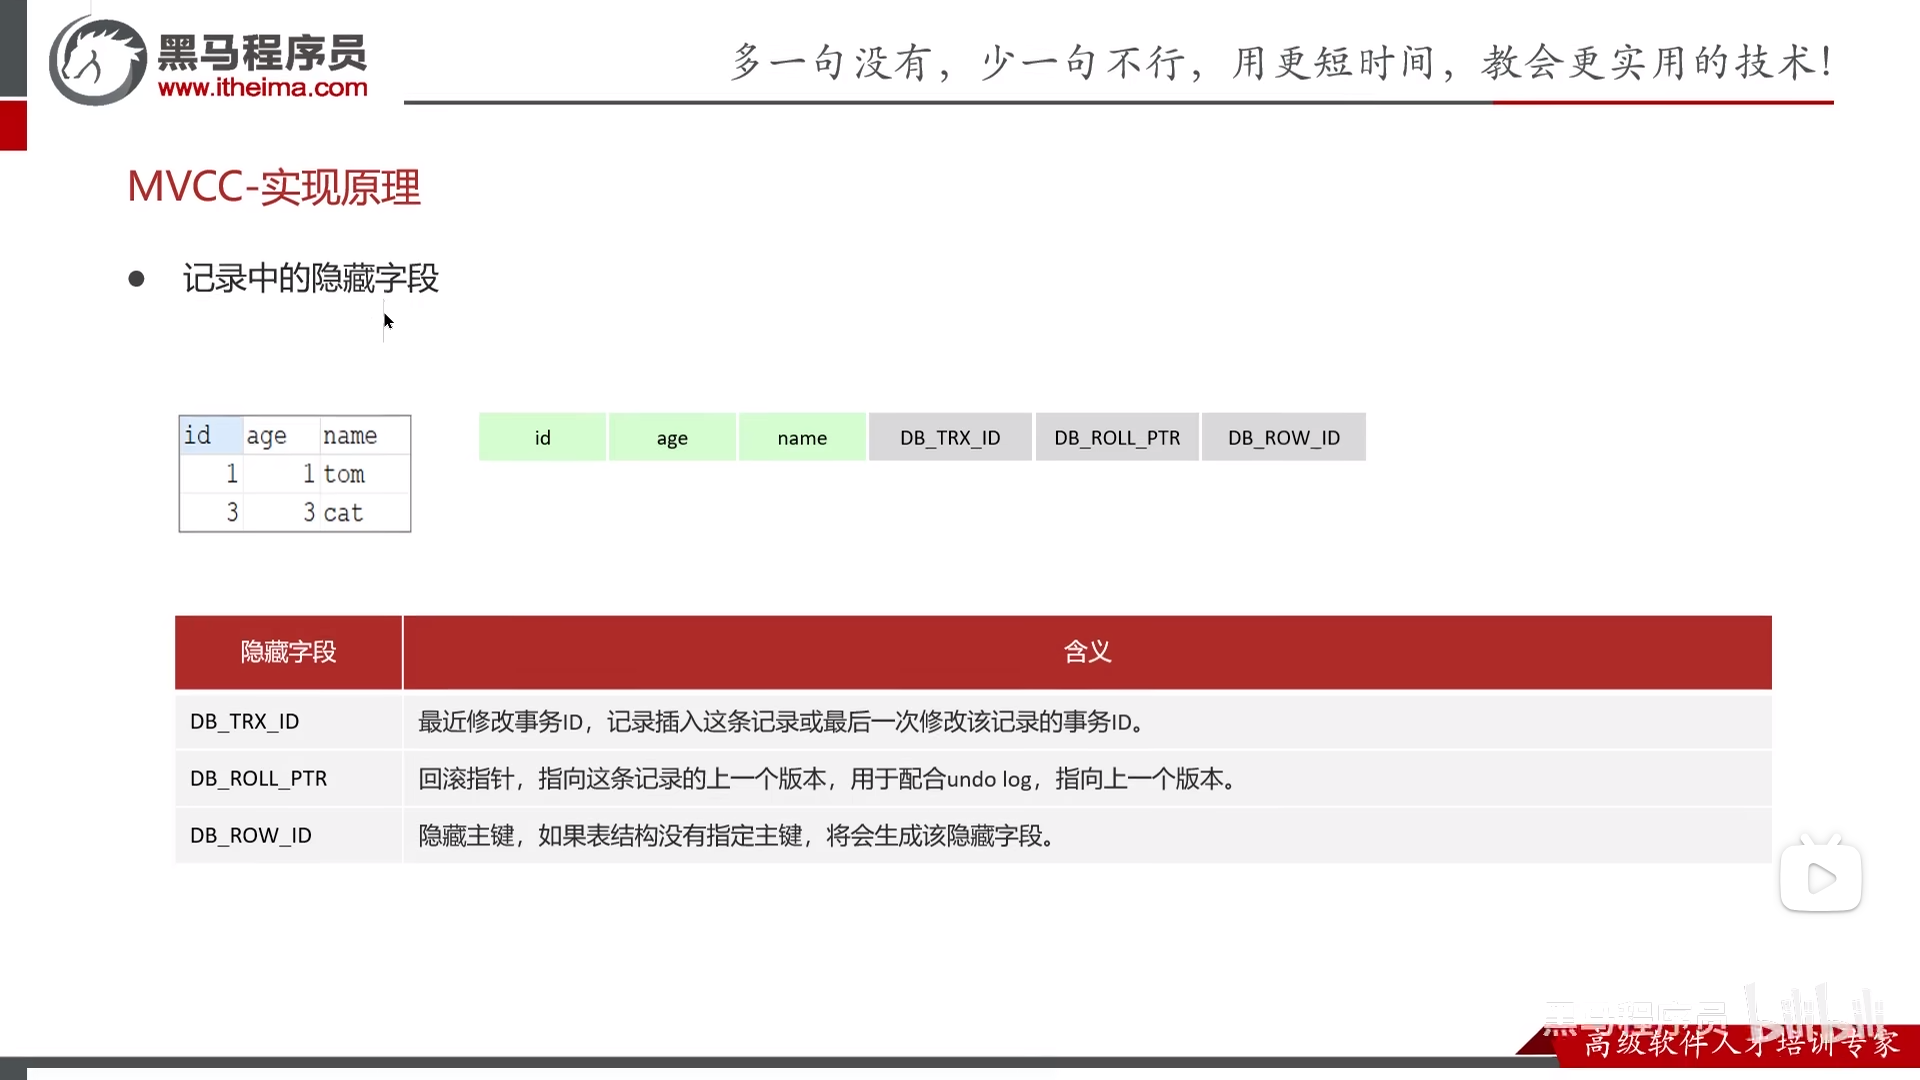 黑马程序员
www.itheima.com
多一句没有，少一句不行，用更短时间，教会更实用的技术！
MVCC-实现原理
● 记录中的隐藏字段
id age name
1 1 tom
3 3 cat
id age name DB_TRX_ID DB_ROLL_PTR DB_ROW_ID
隐藏字段 含义
DB_TRX_ID 最近修改事务ID，记录插入这条记录或最后一次修改该记录的事务ID。
DB_ROLL_PTR 回滚指针，指向这条记录的上一个版本，用于配合undo log，指向上一个版本。
DB_ROW_ID 隐藏主键，如果表结构没有指定主键，将会生成该隐藏字段。
黑马程序员 bilibili
高级软件人才培训专家